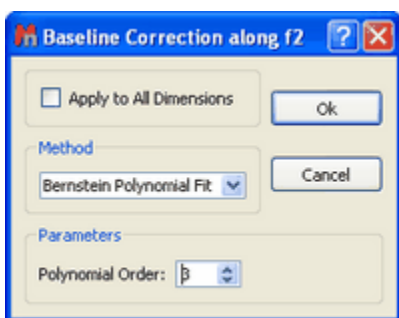 Baseline Correction along f2
Apply to All Dimensions
Ok
Method
Bernstein Polynomial Fit
Cancel
Parameters
Polynomial Order: 3